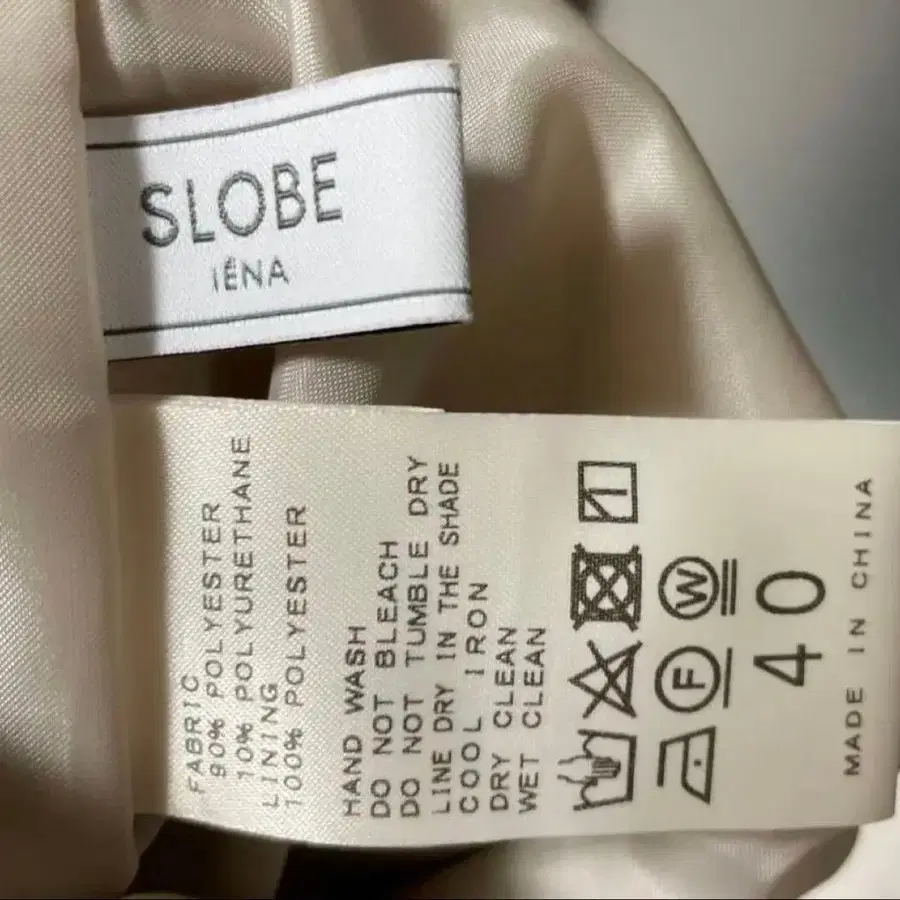 SLOBE
IĒNA
FABRIC
90% POLYESTER
10% POLYURETHANE
LINING
100% POLYESTER
HAND WASH
DO NOT BLEACH
DO NOT TUMBLE DRY
LINE DRY IN THE SHADE
COOL IRON
DRY CLEAN
WET CLEAN
F W
40
MADE IN CHINA